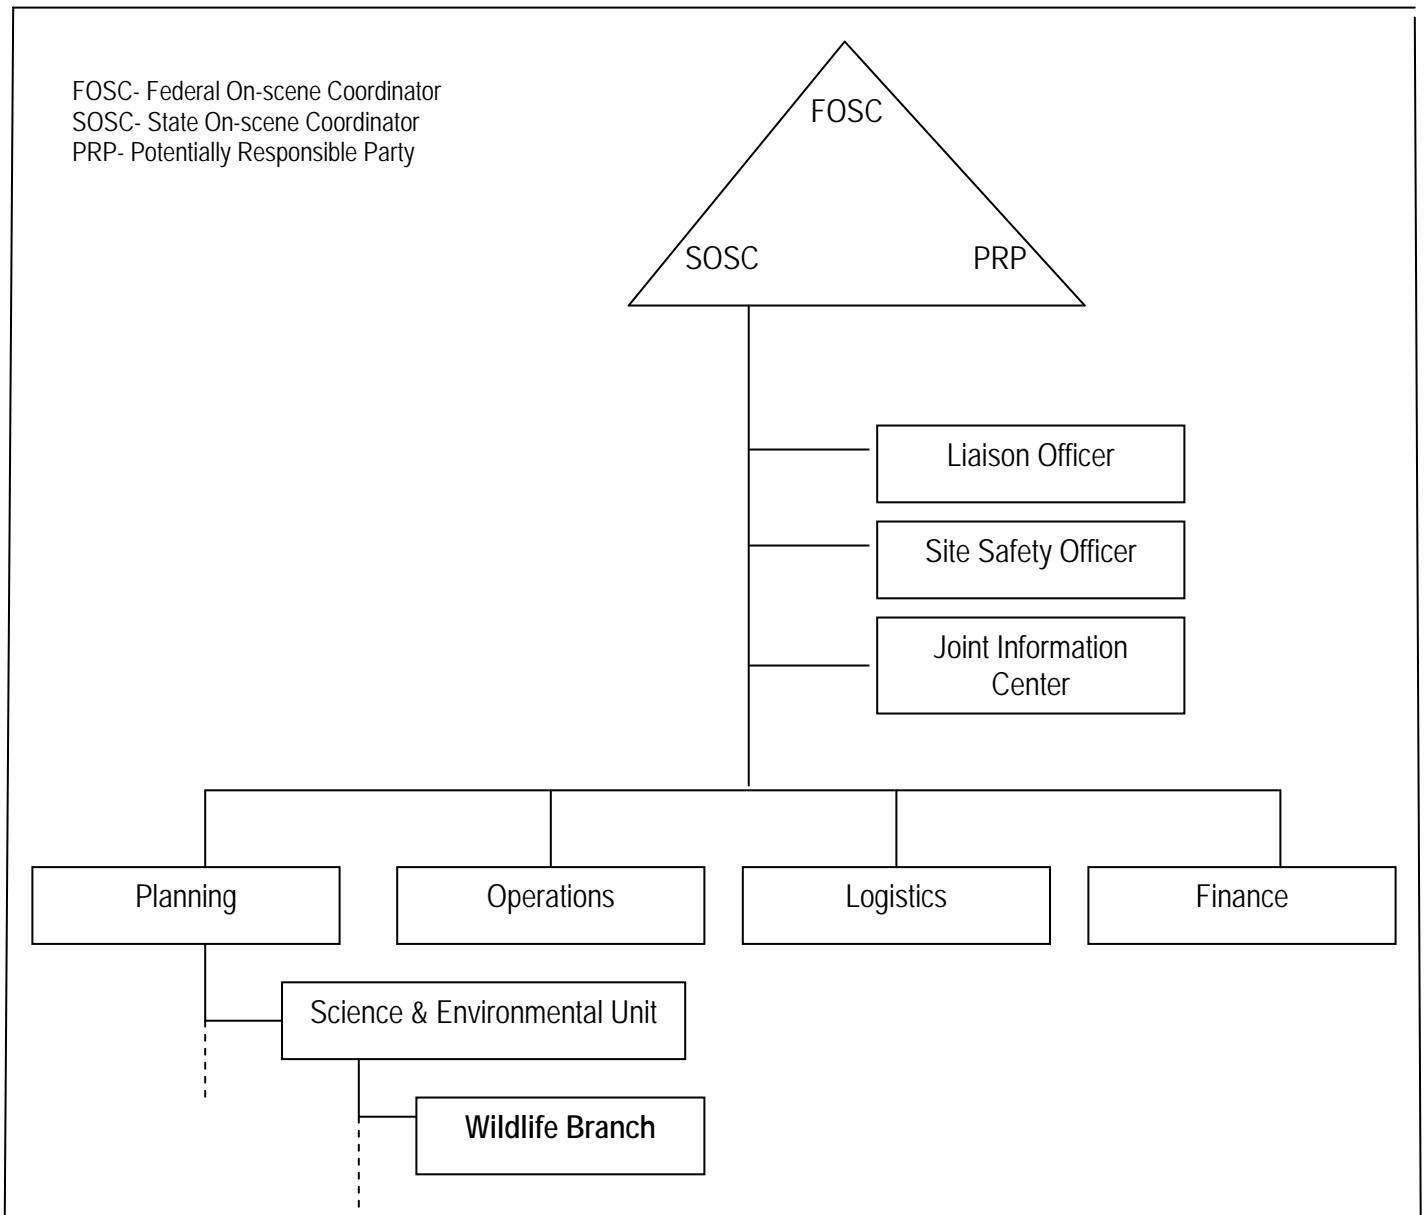 FOSC- Federal On-scene Coordinator
SOSC- State On-scene Coordinator
PRP- Potentially Responsible Party
FOSC
SOSC
PRP
Liaison Officer
Site Safety Officer
Joint Information
Center
Planning
Operations
Logistics
Finance
Science & Environmental Unit
Wildlife Branch